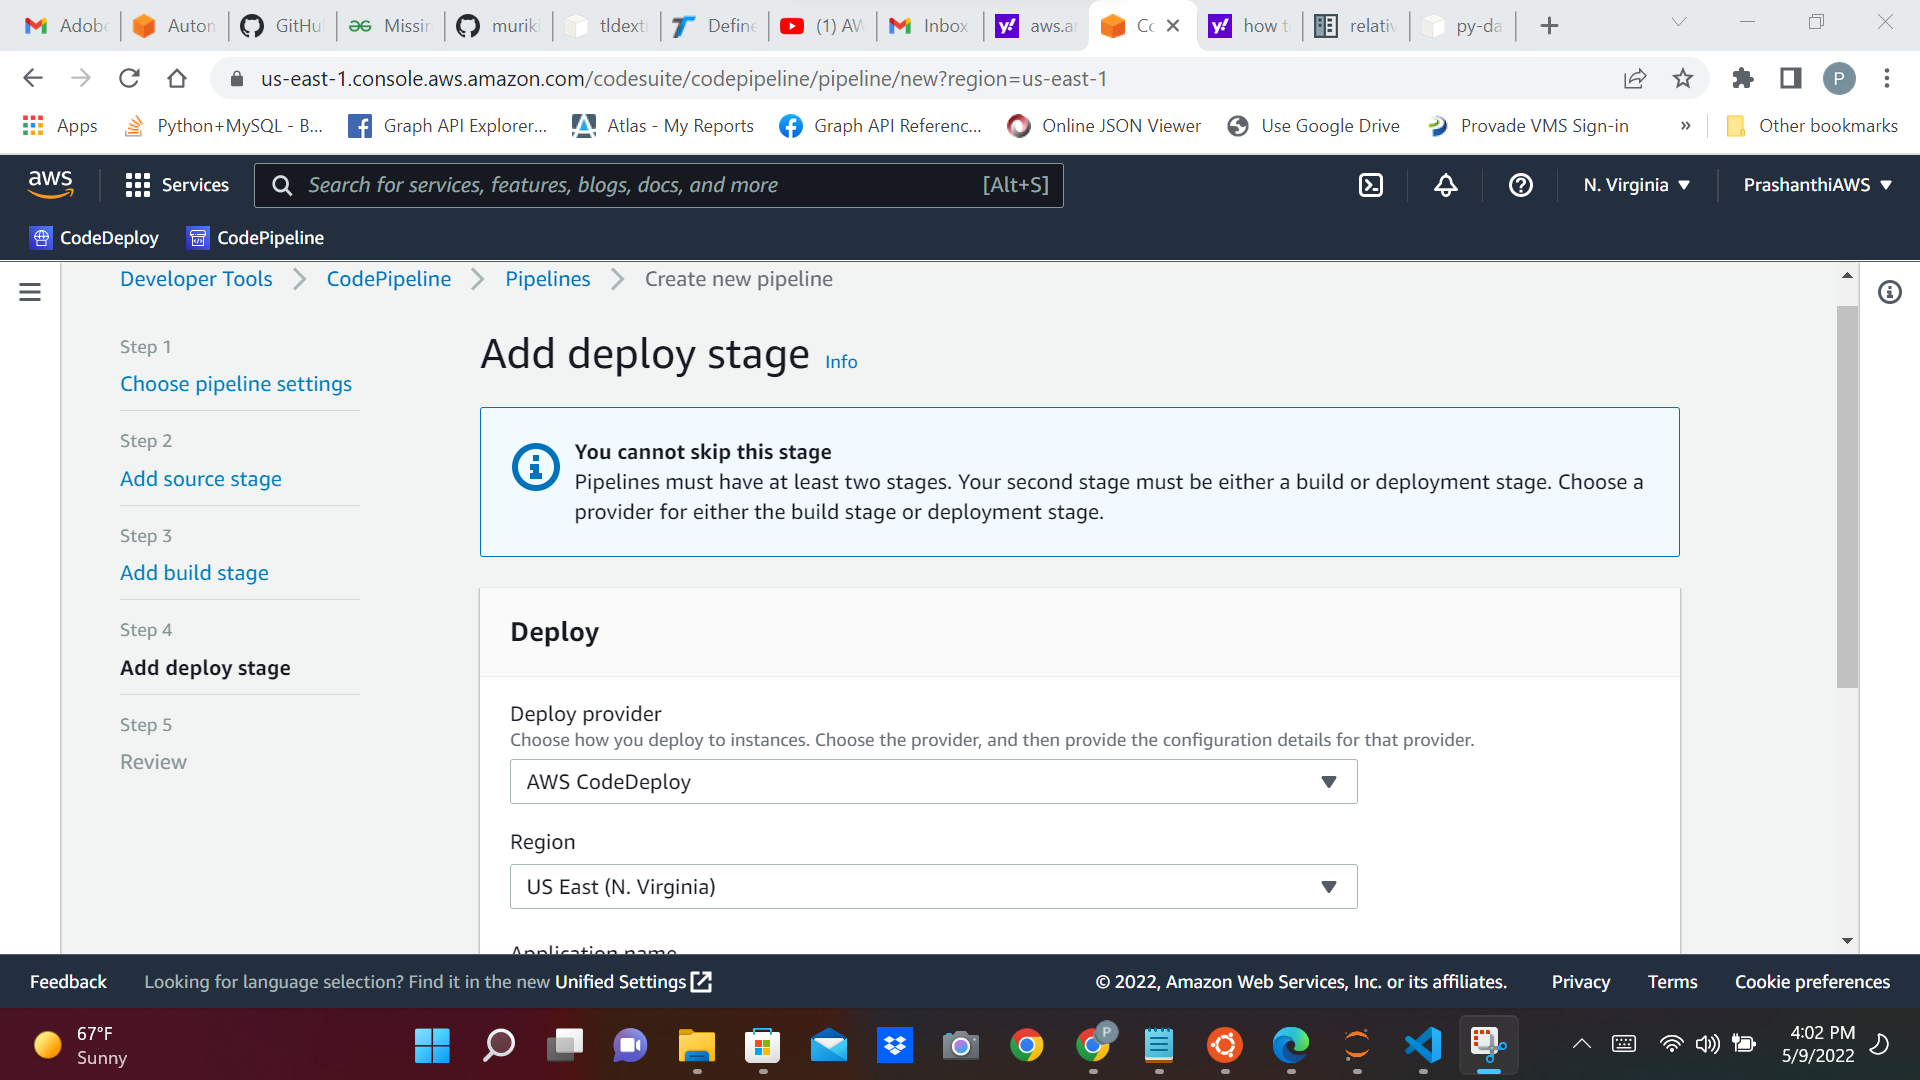 Adobe
Autom
GitHu
Missin
muriki
tldext
Define
(1) AW
Inbox
aws.a
Co
how t
relativ
py-da
us-east-1.console.aws.amazon.com/codesuite/codepipeline/pipeline/new?region=us-east-1
P
Apps
Python+MySQL - B...
Graph API Explorer...
Atlas - My Reports
Graph API Referenc...
Online JSON Viewer
Use Google Drive
Provade VMS Sign-in
»
Other bookmarks
aws
Services
Search for services, features, blogs, docs, and more
[Alt+S]
N. Virginia
PrashanthiAWS
CodeDeploy
CodePipeline
Developer Tools
CodePipeline
Pipelines
Create new pipeline
Step 1
Choose pipeline settings
Step 2
Add source stage
Step 3
Add build stage
Step 4
Add deploy stage
Step 5
Review
Add deploy stage
Info
You cannot skip this stage
Pipelines must have at least two stages. Your second stage must be either a build or deployment stage. Choose a
provider for either the build stage or deployment stage.
Deploy
Deploy provider
Choose how you deploy to instances. Choose the provider, and then provide the configuration details for that provider.
AWS CodeDeploy
Region
US East (N. Virginia)
Application name
Feedback
Looking for language selection? Find it in the new Unified Settings
© 2022, Amazon Web Services, Inc. or its affiliates.
Privacy
Terms
Cookie preferences
67°F
Sunny
P
4:02 PM
5/9/2022